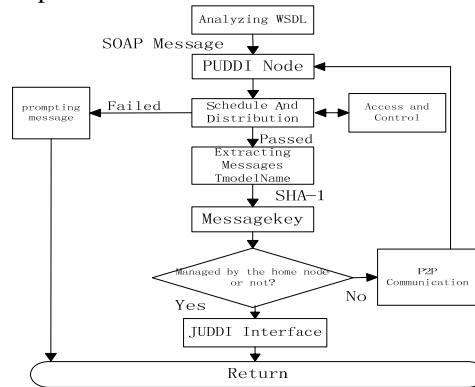 Analyzing WSDL
SOAP Message
PUDDI Node
prompting
message
Failed
Schedule And
Distribution
Access and
Control
Passed
Extracting
Messages
TmodelName
SHA-1
Messagekey
Managed by the home node
or not?
P2P
Communication
Yes
No
JUDDI Interface
Return